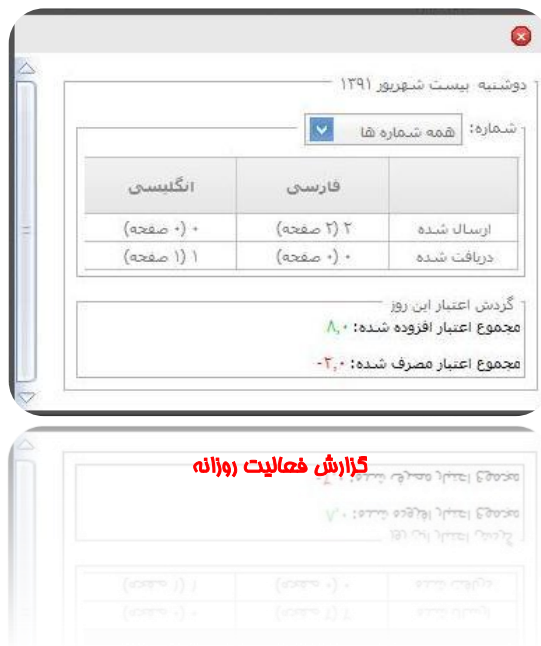 دوشنبه بیست شهریور ۱۳۹۱
شماره: همه شماره ها
فارسی انگلیسی
ارسال شده ۲ (۲ صفحه) ۰ (۰ صفحه)
دریافت شده ۰ (۰ صفحه) ۱ (۱ صفحه)
گردش اعتبار این روز
مجموع اعتبار افزوده شده: ۸,۰
مجموع اعتبار مصرف شده: ۲,۰-
گزارش فعالیت روزانه